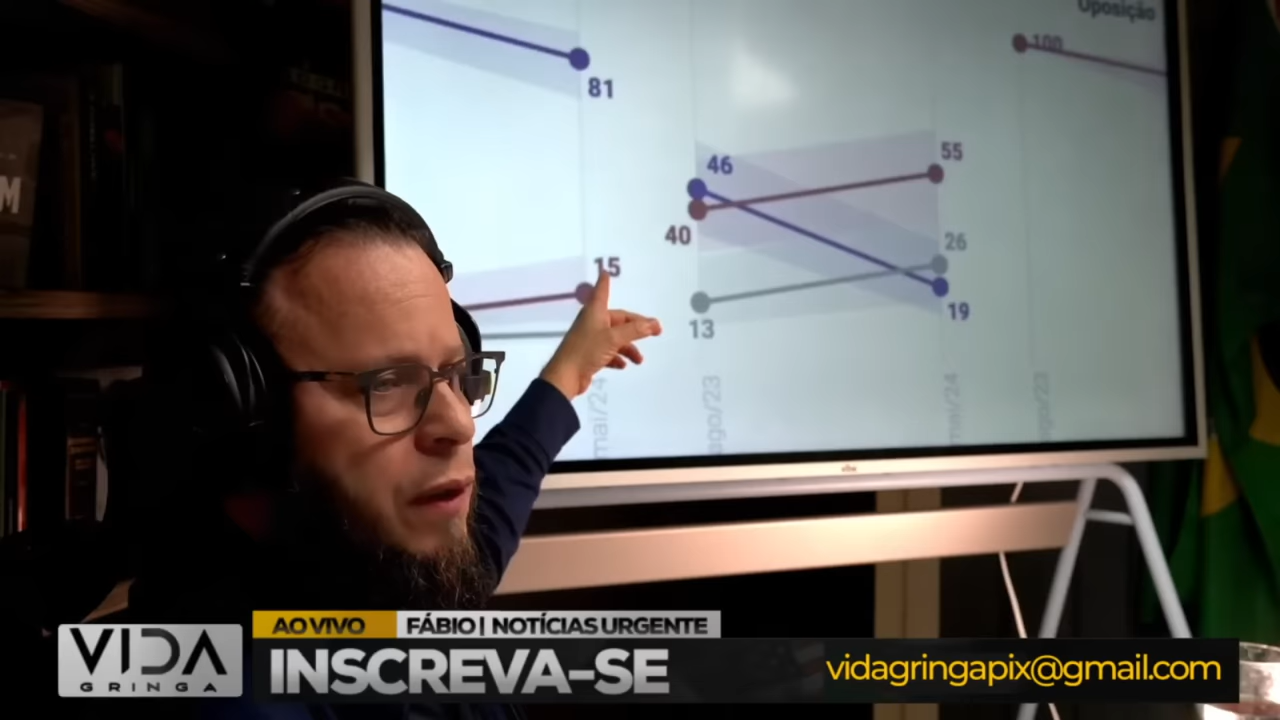 Oposição
100
81
46
55
40
15
26
13
19
mai/24
ago/23
mai/24
ago/23
M
vibe
AO VIVO
FÁBIO | NOTÍCIAS URGENTE
VIDA
GRINGA
INSCREVA-SE
vidagringapix@gmail.com